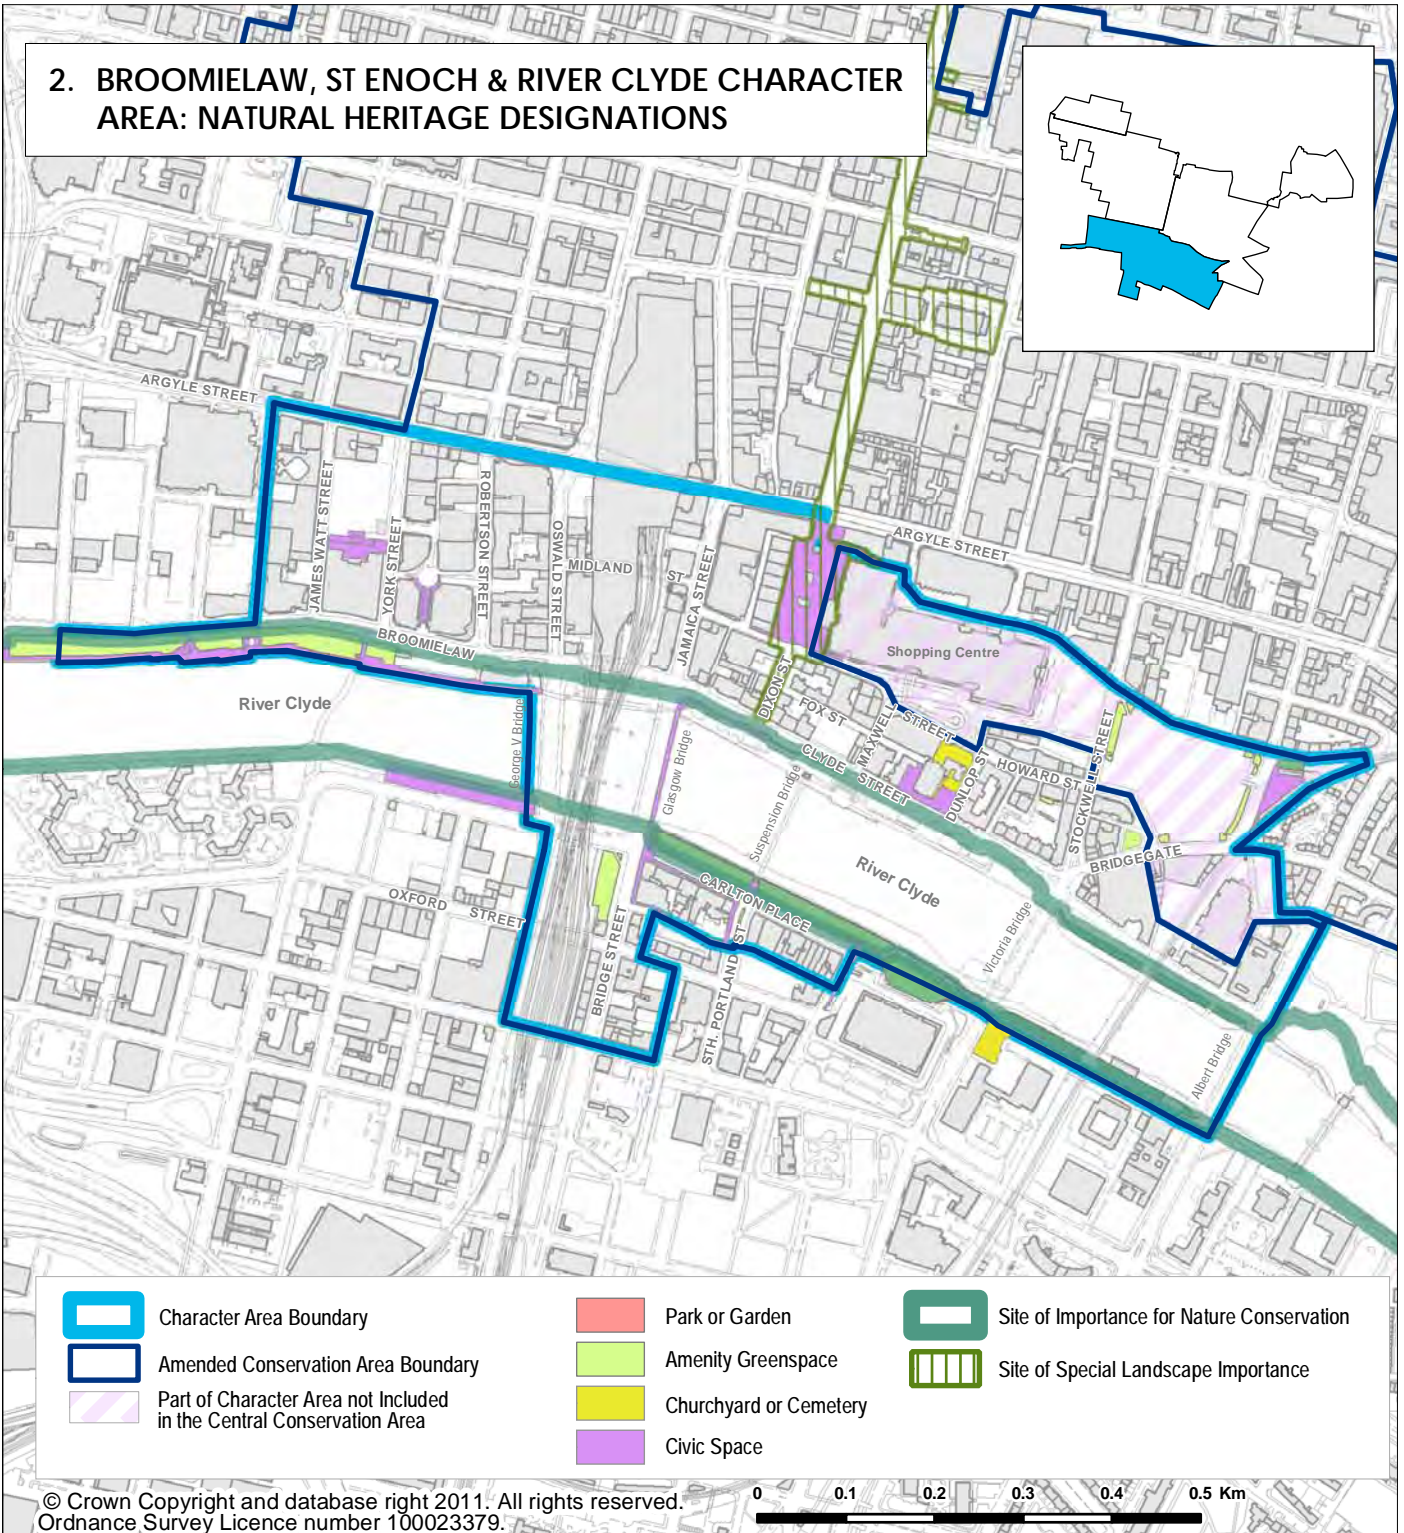 2. BROOMIELAW, ST ENOCH & RIVER CLYDE CHARACTER
AREA: NATURAL HERITAGE DESIGNATIONS
ARGYLE STREET
JAMES WATT STREET
YORK STREET
ROBERTSON STREET
OSWALD STREET
MIDLAND ST
JAMAICA STREET
ARGYLE STREET
BROOMIELAW
Shopping Centre
DIXON ST
FOX ST
MAXWELL STREET
CLYDE STREET
DUNLOP ST
HOWARD ST
STOCKWELL STREET
BRIDGEGATE
River Clyde
George V Bridge
Glasgow Bridge
Suspension Bridge
River Clyde
CARLTON PLACE
Victoria Bridge
Albert Bridge
OXFORD STREET
BRIDGE STREET
STH. PORTLAND ST
Character Area Boundary
Amended Conservation Area Boundary
Part of Character Area not Included
in the Central Conservation Area
Park or Garden
Amenity Greenspace
Churchyard or Cemetery
Civic Space
Site of Importance for Nature Conservation
Site of Special Landscape Importance
© Crown Copyright and database right 2011. All rights reserved.
Ordnance Survey Licence number 100023379.
0 0.1 0.2 0.3 0.4 0.5 Km